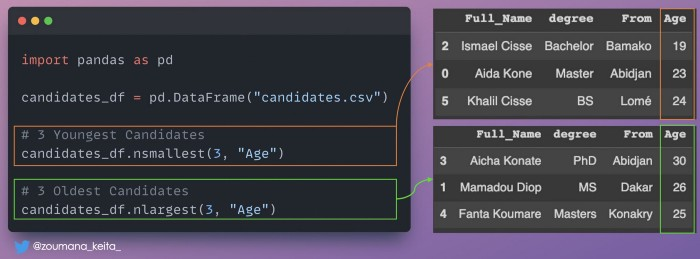 import pandas as pd
candidates_df = pd.DataFrame("candidates.csv")
# 3 Youngest Candidates
candidates_df.nsmallest(3, "Age")
# 3 Oldest Candidates
candidates_df.nlargest(3, "Age")
@zoumana_keita_
Full_Name degree From Age
2 Ismael Cisse Bachelor Bamako 19
0 Aida Kone Master Abidjan 23
5 Khalil Cisse BS Lomé 24
Full_Name degree From Age
3 Aicha Konate PhD Abidjan 30
1 Mamadou Diop MS Dakar 26
4 Fanta Koumare Masters Konakry 25